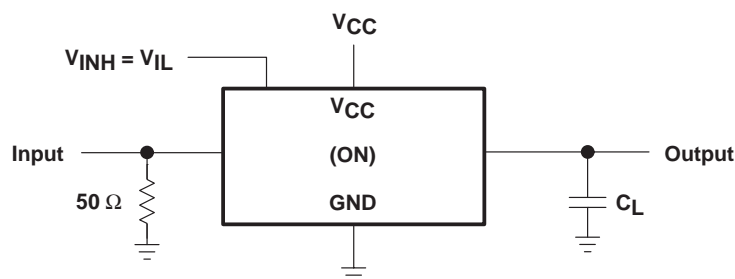 VCC
VINH = VIL
VCC
Input
(ON)
Output
50 Ω
GND
CL